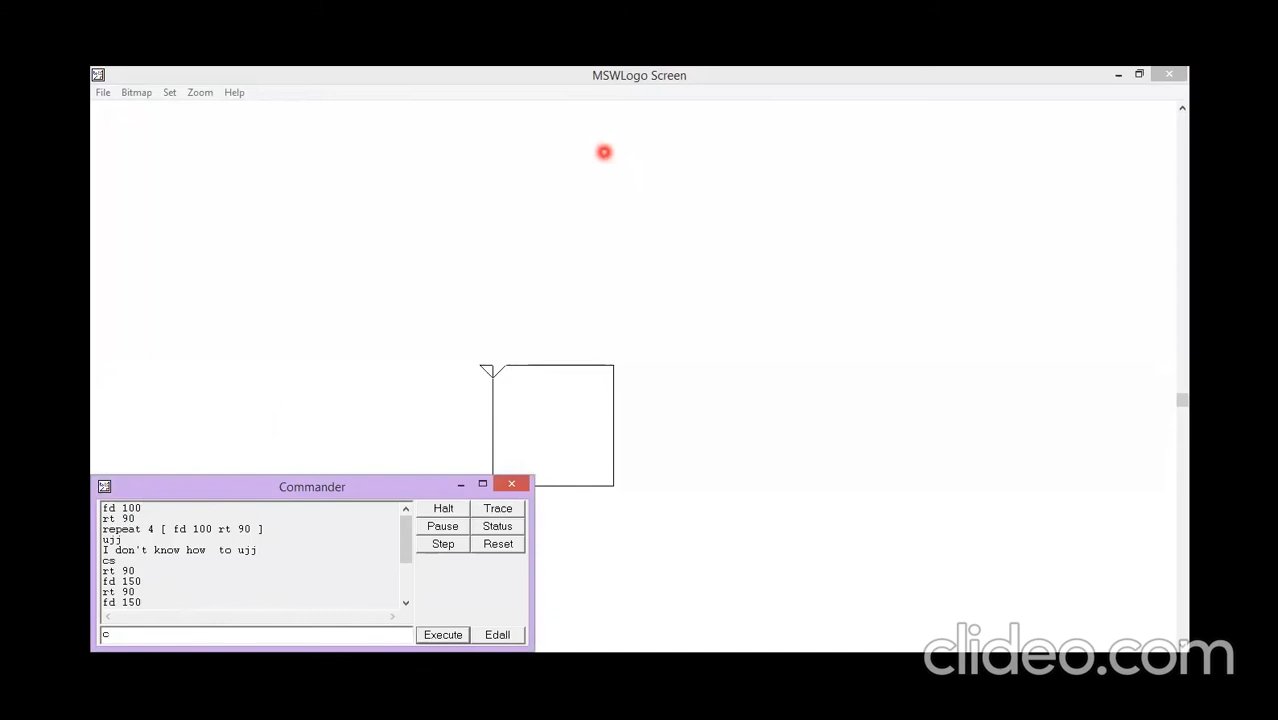 MSWLogo Screen
File Bitmap Set Zoom Help
Commander
fd 100
rt 90
repeat 4 [ fd 100 rt 90 ]
ujj
I don't know how  to ujj
cs
rt 90
fd 150
rt 90
fd 150
c
Halt Trace
Pause Status
Step Reset
Execute Edall
clideo.com